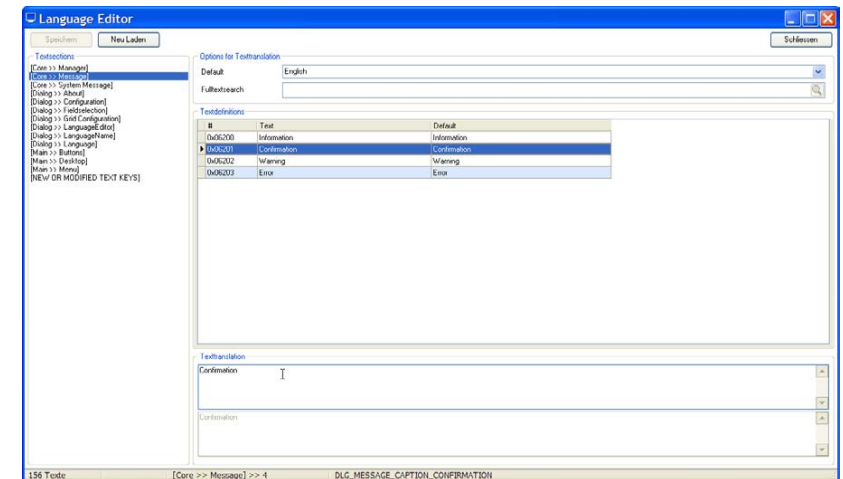 Language Editor
Speichern Neu Laden Schliessen
Textsections
[Core >> Manager]
[Core >> Message]
[Core >> System Message]
[Dialog >> About]
[Dialog >> Configuration]
[Dialog >> Fieldselection]
[Dialog >> Grid Configuration]
[Dialog >> LanguageEditor]
[Dialog >> LanguageName]
[Dialog >> Language]
[Main >> Buttons]
[Main >> Desktop]
[Main >> Menu]
[NEW OR MODIFIED TEXT KEYS]
Options for Texttranslation
Default English
Fulltextsearch
Textdefinitions
# Text Default
0x06200 Information Information
0x06201 Confirmation Confirmation
0x06202 Warning Warning
0x06203 Error Error
Texttranslation
Confirmation
Confirmation
156 Texte [Core >> Message] >> 4 DLG_MESSAGE_CAPTION_CONFIRMATION